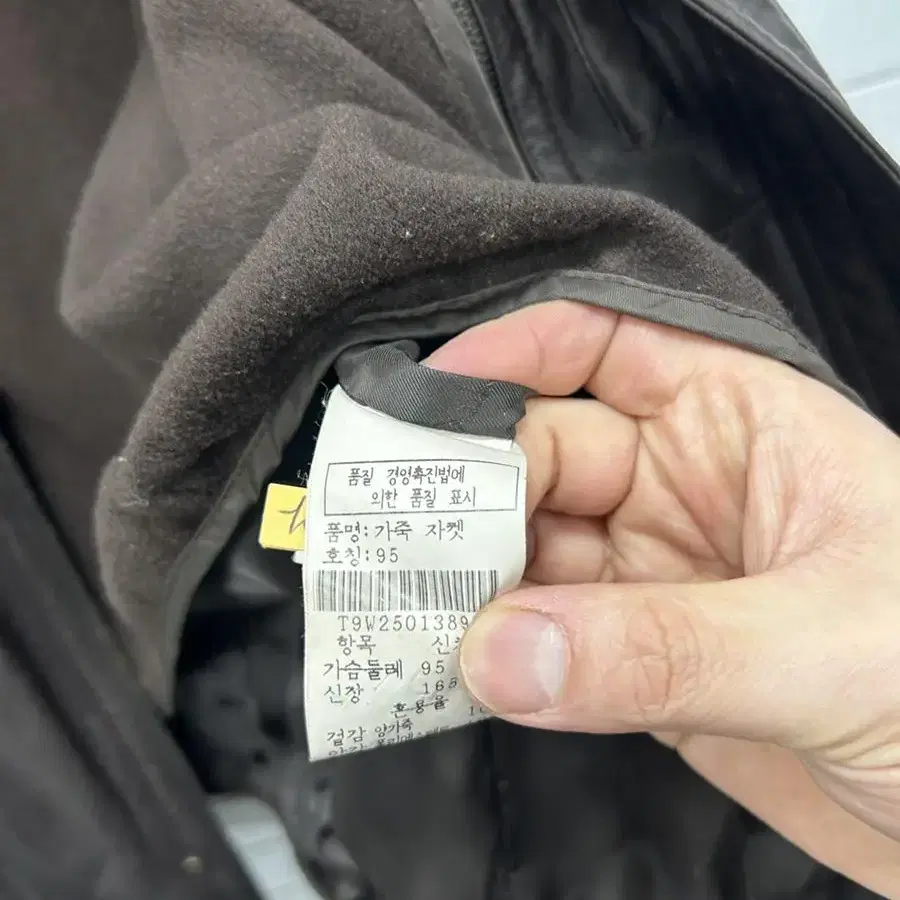 품질 경영촉진법에
의한 품질 표시
품명:가죽 자켓
호칭:95
T9W2501389
항목
가슴둘레 95
신장 165
혼용율
겉감 양가죽